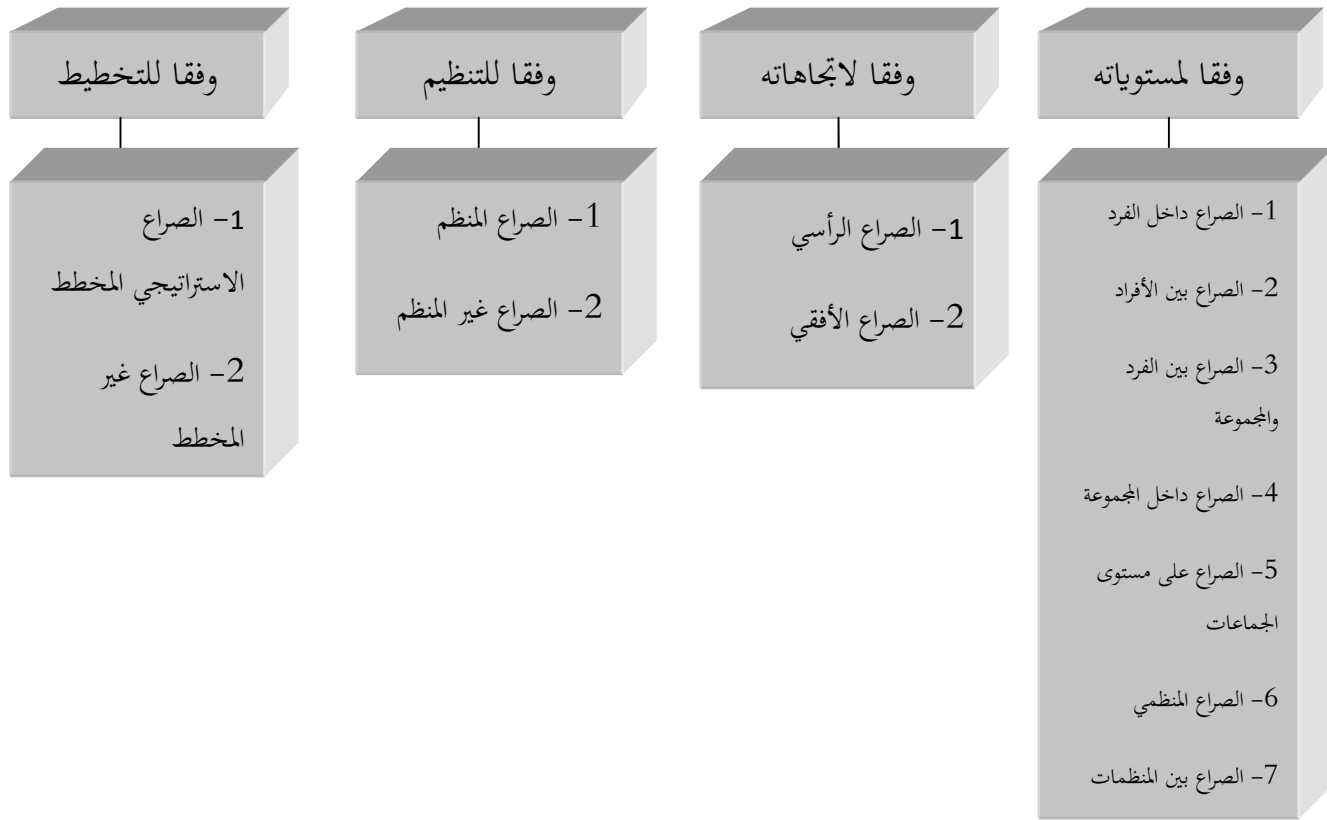 وفقا لمستوياته
1- الصراع داخل الفرد
2- الصراع بين الأفراد
3- الصراع بين الفرد
والمجموعة
4- الصراع داخل المجموعة
5- الصراع على مستوى
الجماعات
6- الصراع المنظمي
7- الصراع بين المنظمات
وفقا لاتجاهاته
1- الصراع الرأسي
2- الصراع الأفقي
وفقا للتنظيم
1- الصراع المنظم
2- الصراع غير المنظم
وفقا للتخطيط
1- الصراع
الاستراتيجي المخطط
2- الصراع غير
المخطط